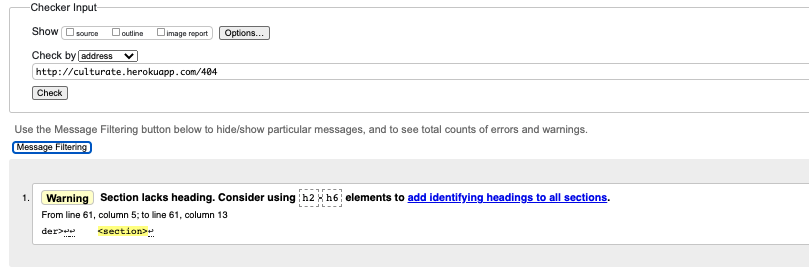 Checker Input
Show source outline image report Options...
Check by address
http://culturate.herokuapp.com/404
Check
Use the Message Filtering button below to hide/show particular messages, and to see total counts of errors and warnings.
Message Filtering
1. Warning Section lacks heading. Consider using h2-h6 elements to add identifying headings to all sections.
From line 61, column 5; to line 61, column 13
der>↩↩ <section>↩